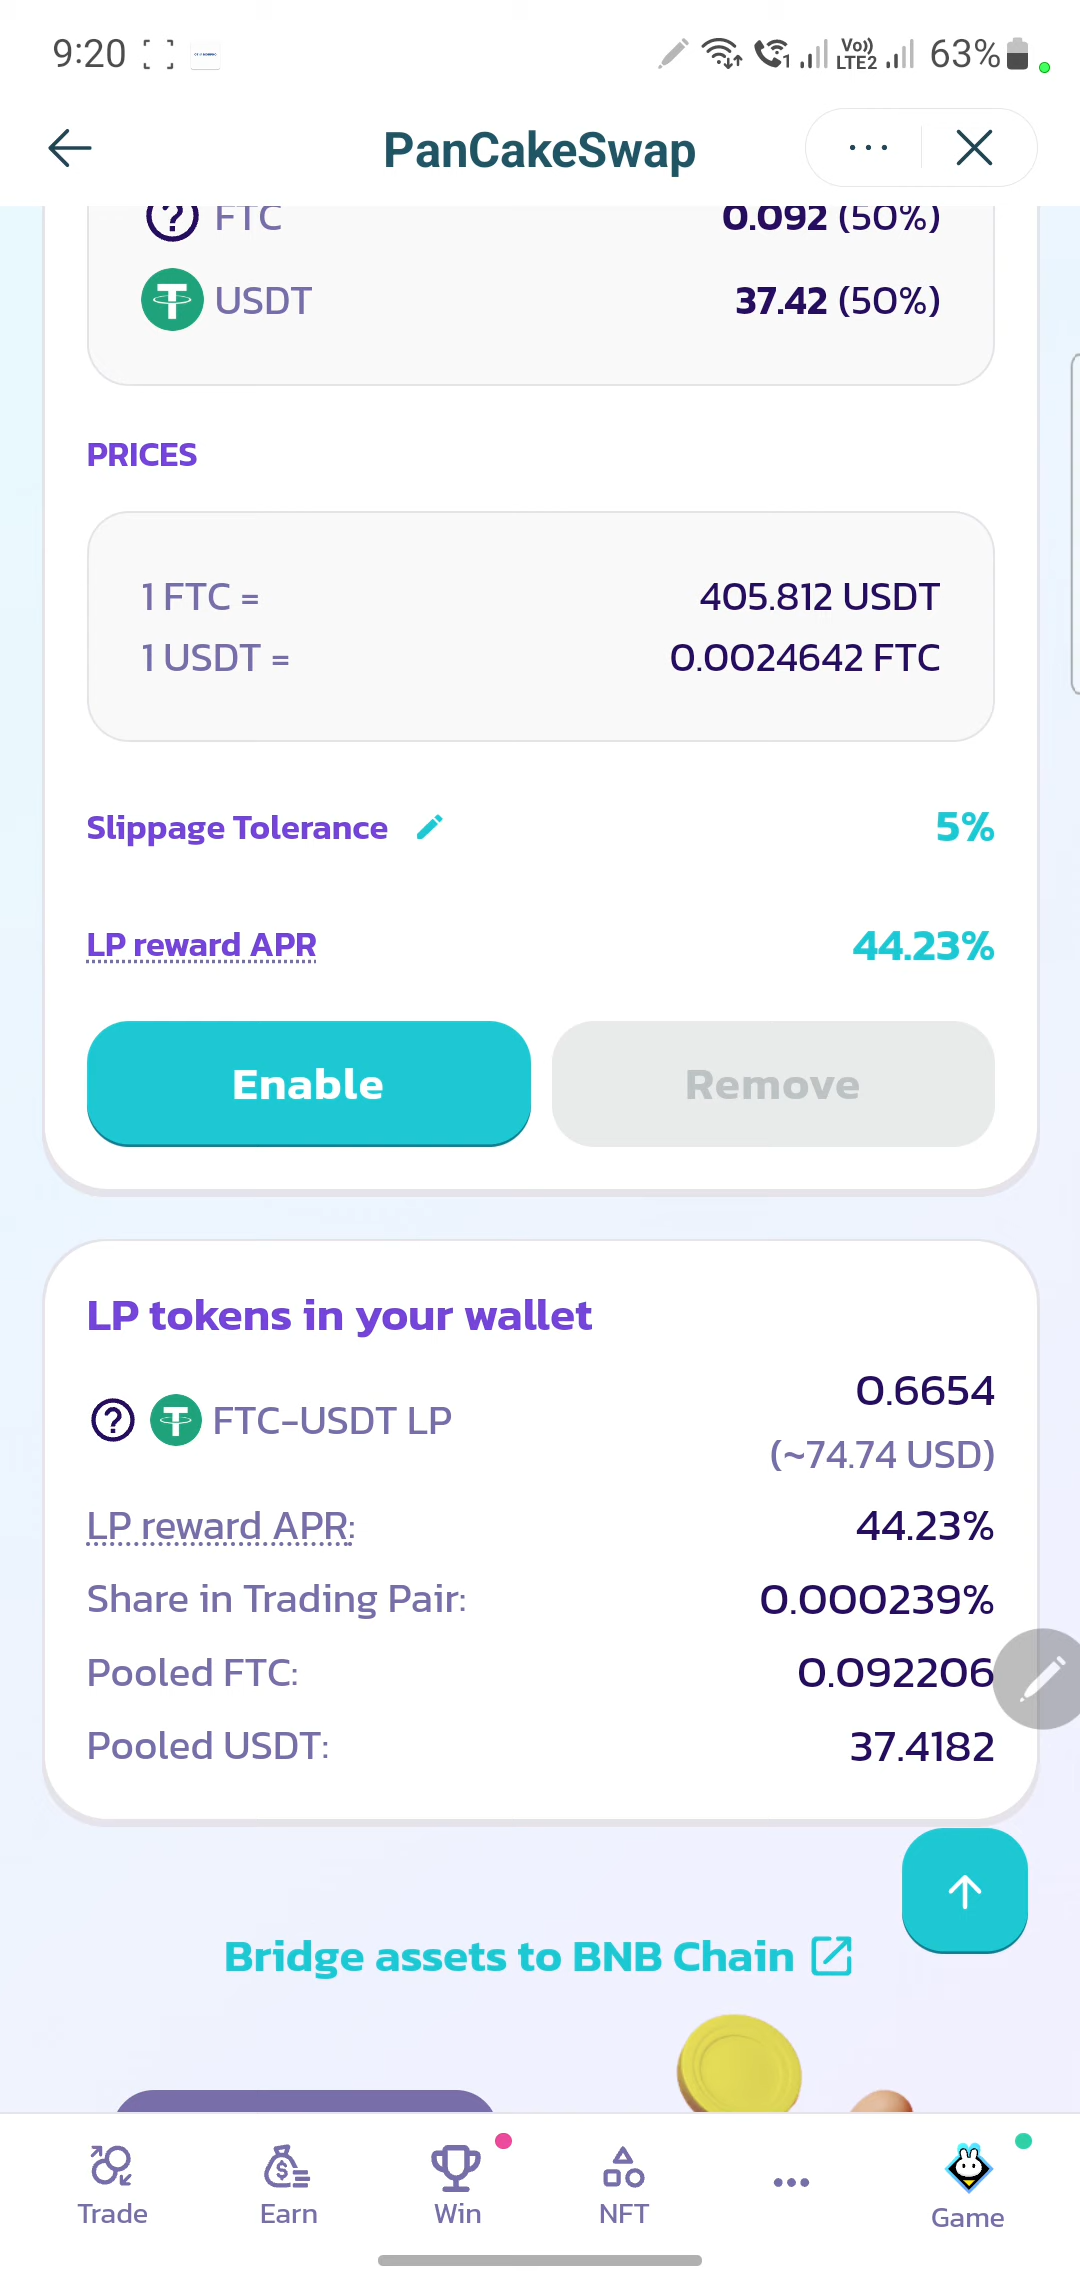 9:20
Vo)) LTE2 63%
PanCakeSwap
FTC 0.092 (50%)
USDT 37.42 (50%)
PRICES
1 FTC = 405.812 USDT
1 USDT = 0.0024642 FTC
Slippage Tolerance 5%
LP reward APR 44.23%
Enable Remove
LP tokens in your wallet
FTC-USDT LP 0.6654
(~74.74 USD)
LP reward APR: 44.23%
Share in Trading Pair: 0.000239%
Pooled FTC: 0.092206
Pooled USDT: 37.4182
Bridge assets to BNB Chain
Trade Earn Win NFT Game